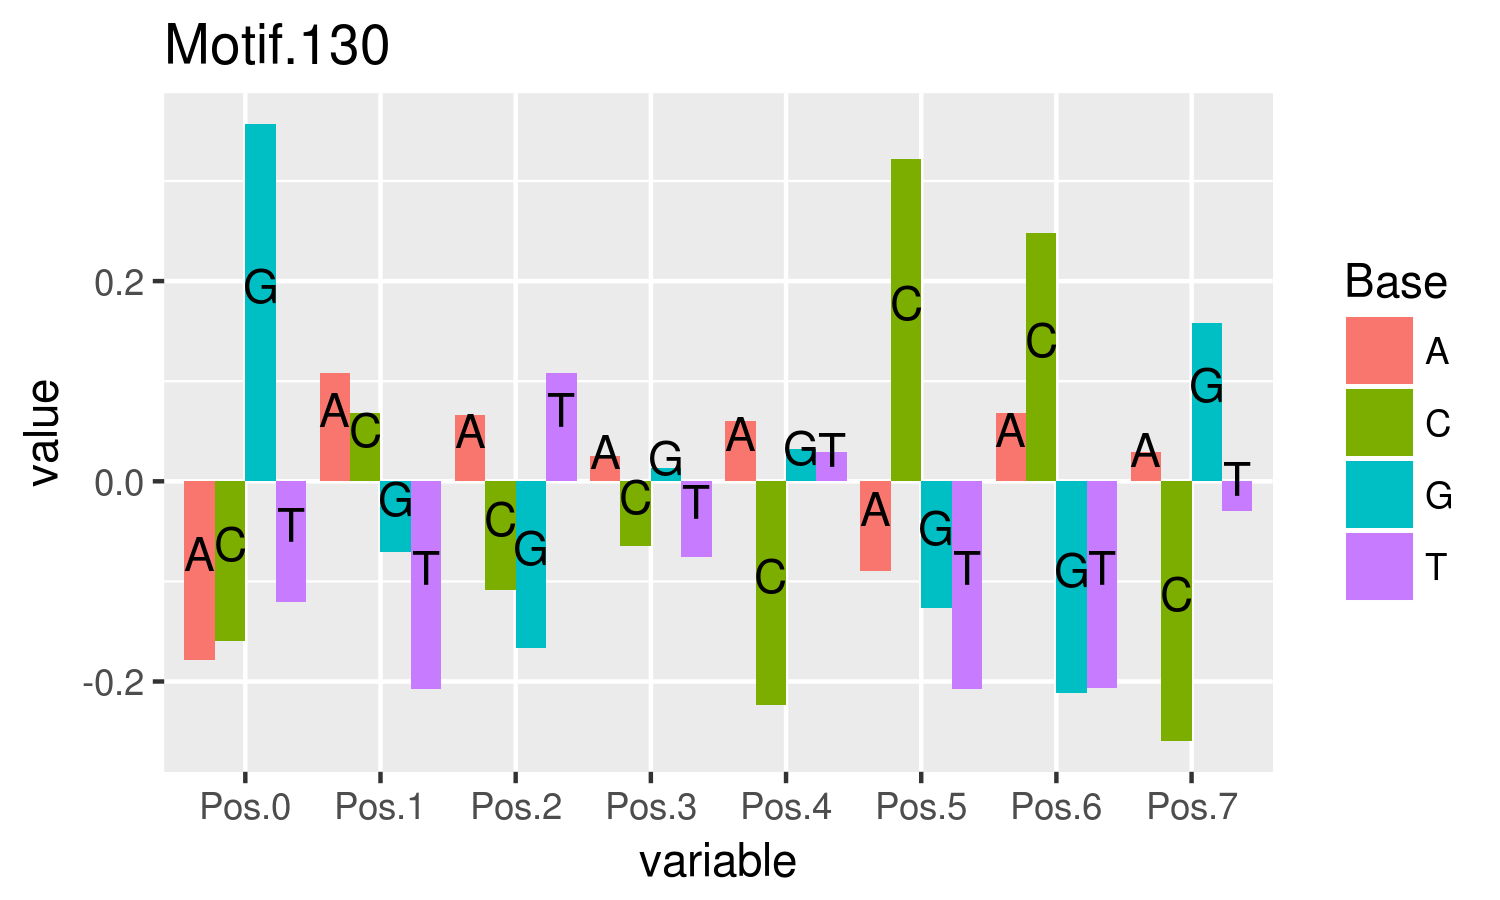 Motif.130
value
0.2
0.0
-0.2
A C G T
A C G T
A C G T
A C G T
A C G T
A C G T
A C G T
A C G T
Pos.0 Pos.1 Pos.2 Pos.3 Pos.4 Pos.5 Pos.6 Pos.7
variable
Base
A
C
G
T